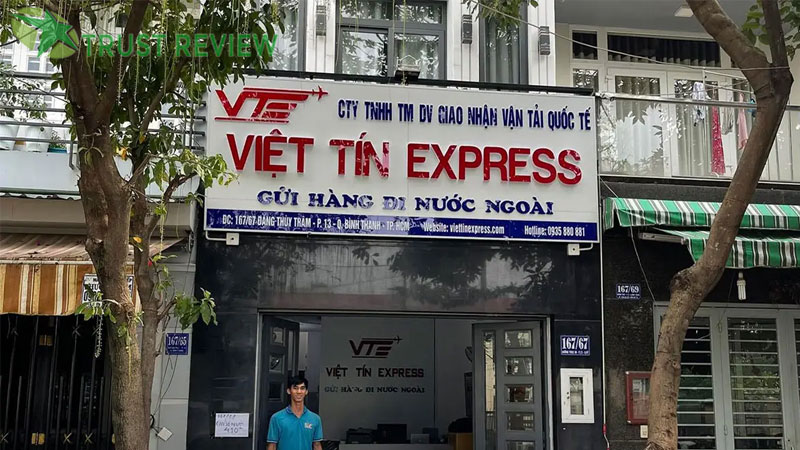 TRUST REVIEW
VTE
CTY TNHH TM DV GIAO NHẬN VẬN TẢI QUỐC TẾ
VIỆT TÍN EXPRESS
GỬI HÀNG ĐI NƯỚC NGOÀI
ĐC: 167/67 ĐẶNG THÙY TRÂM - P. 13 - Q. BÌNH THẠNH - TP. HCM Website: viettinexpress.com Hotline: 0935 880 881
167/69
167/65
167/67
VTE
VIỆT TÍN EXPRESS
GỬI HÀNG ĐI NƯỚC NGOÀI